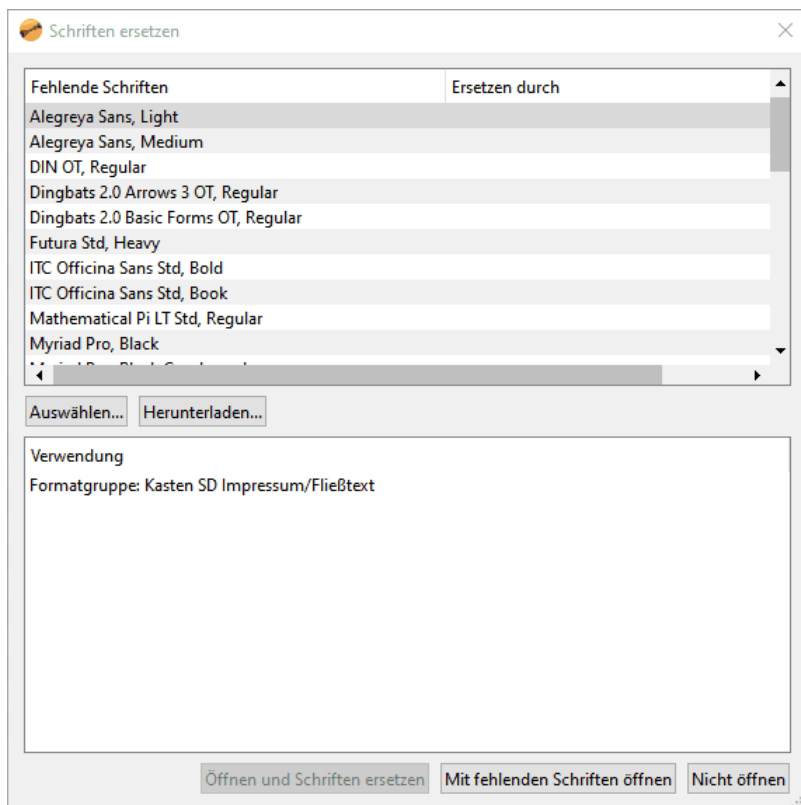 Schriften ersetzen
Fehlende Schriften Ersetzen durch
Alegreya Sans, Light
Alegreya Sans, Medium
DIN OT, Regular
Dingbats 2.0 Arrows 3 OT, Regular
Dingbats 2.0 Basic Forms OT, Regular
Futura Std, Heavy
ITC Officina Sans Std, Bold
ITC Officina Sans Std, Book
Mathematical Pi LT Std, Regular
Myriad Pro, Black
Auswählen... Herunterladen...
Verwendung
Formatgruppe: Kasten SD Impressum/Fließtext
Öffnen und Schriften ersetzen Mit fehlenden Schriften öffnen Nicht öffnen